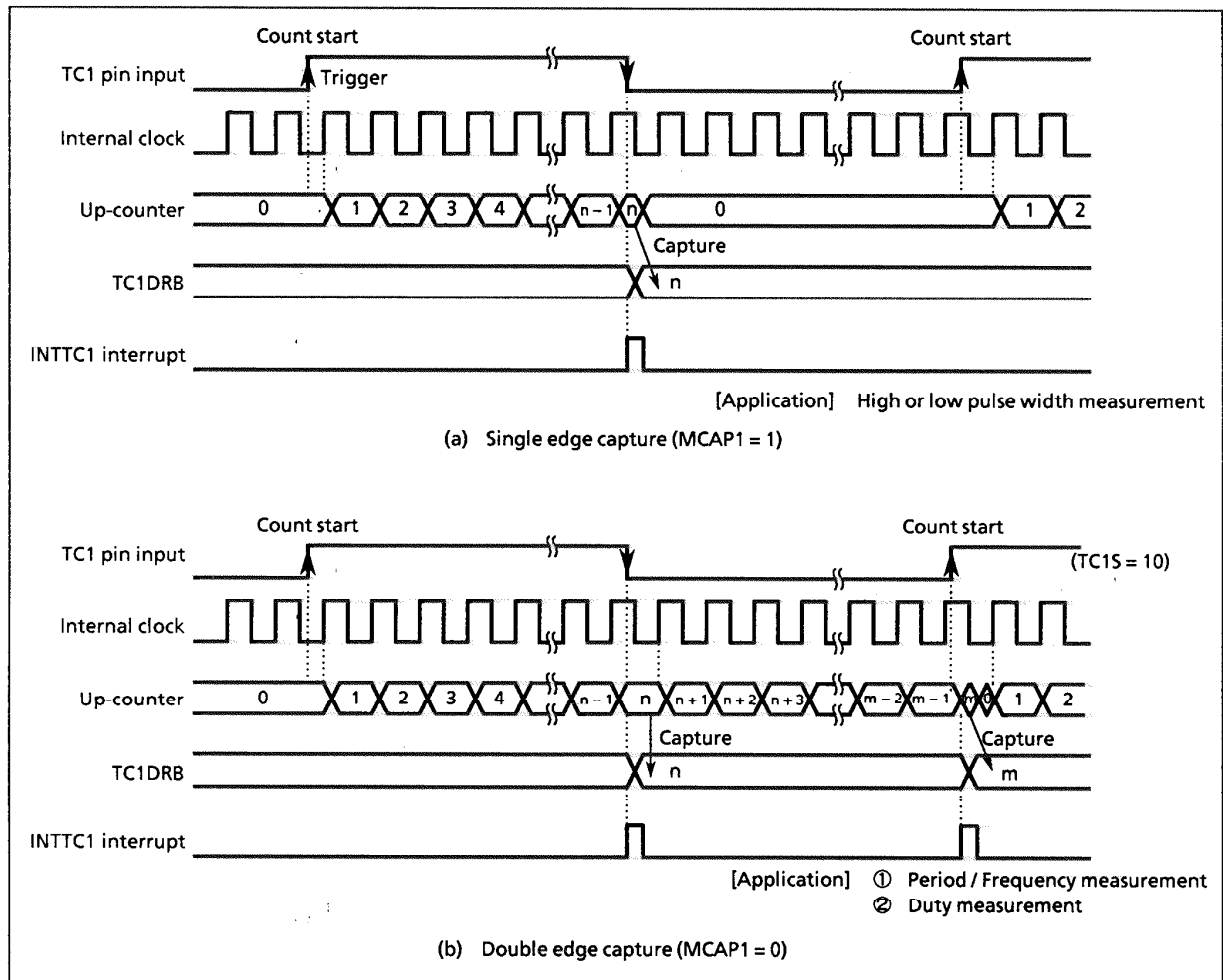 Count start Count start
TC1 pin input Trigger
Internal clock
Up-counter 0 1 2 3 4 n-1 n 0 1 2
Capture
TC1DRB n
INTTC1 interrupt
[Application] High or low pulse width measurement
(a) Single edge capture (MCAP1 = 1)
Count start Count start
TC1 pin input (TC1S = 10)
Internal clock
Up-counter 0 1 2 3 4 n-1 n n+1 n+2 n+3 m-2 m-1 m 0 1 2
Capture Capture
TC1DRB n m
INTTC1 interrupt
[Application] ① Period / Frequency measurement
② Duty measurement
(b) Double edge capture (MCAP1 = 0)